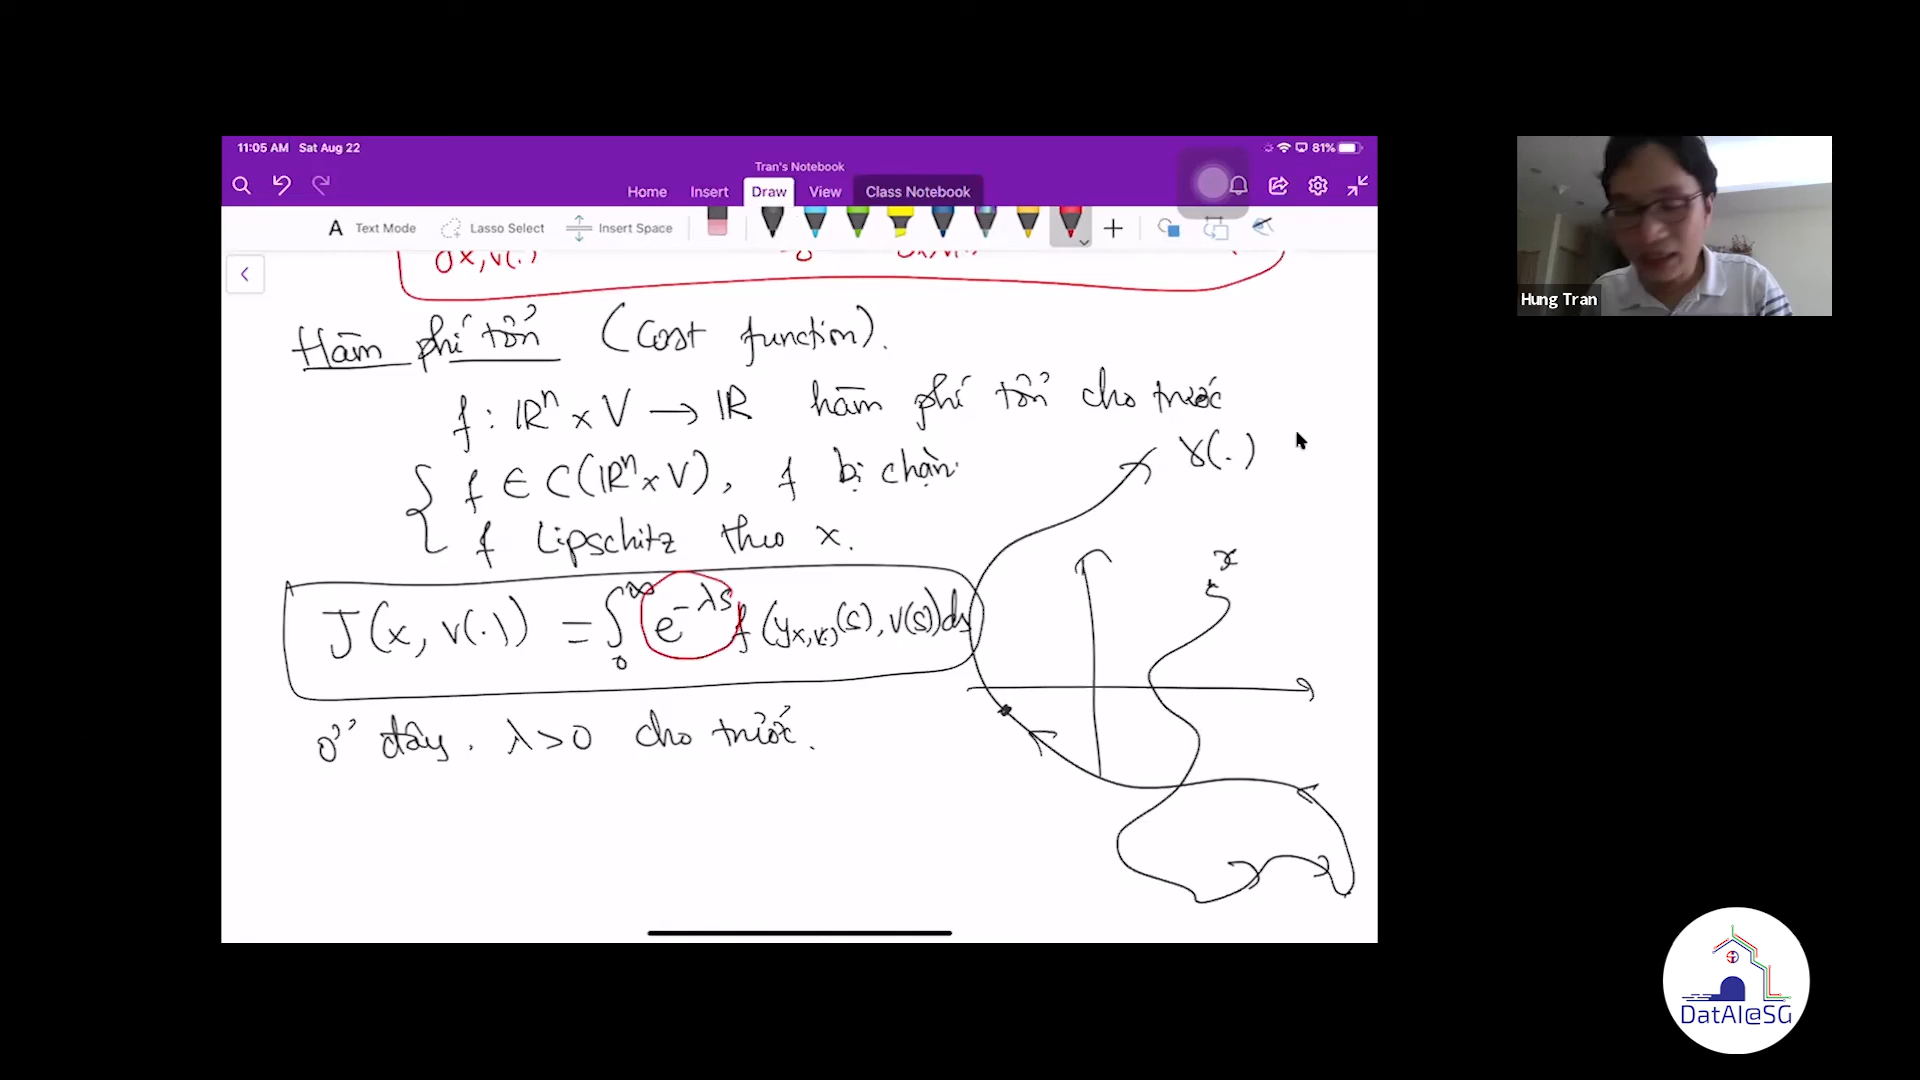 11:05 AM Sat Aug 22
81%
Tran's Notebook
Home Insert Draw View Class Notebook
A Text Mode Lasso Select Insert Space
Hàm phí tổn (Cost function).
f : ℝⁿ × V → ℝ hàm phí tổn cho trước
{ f ∈ C(ℝⁿ × V), f bị chặn.
f Lipschitz theo x.
γ(.)
x
J(x, v(.)) = ∫₀^∞ e^{-λs} f(y_{x,v(.)}(s), v(s))ds
Ở đây, λ > 0 cho trước.
Hung Tran
DatAI@SG